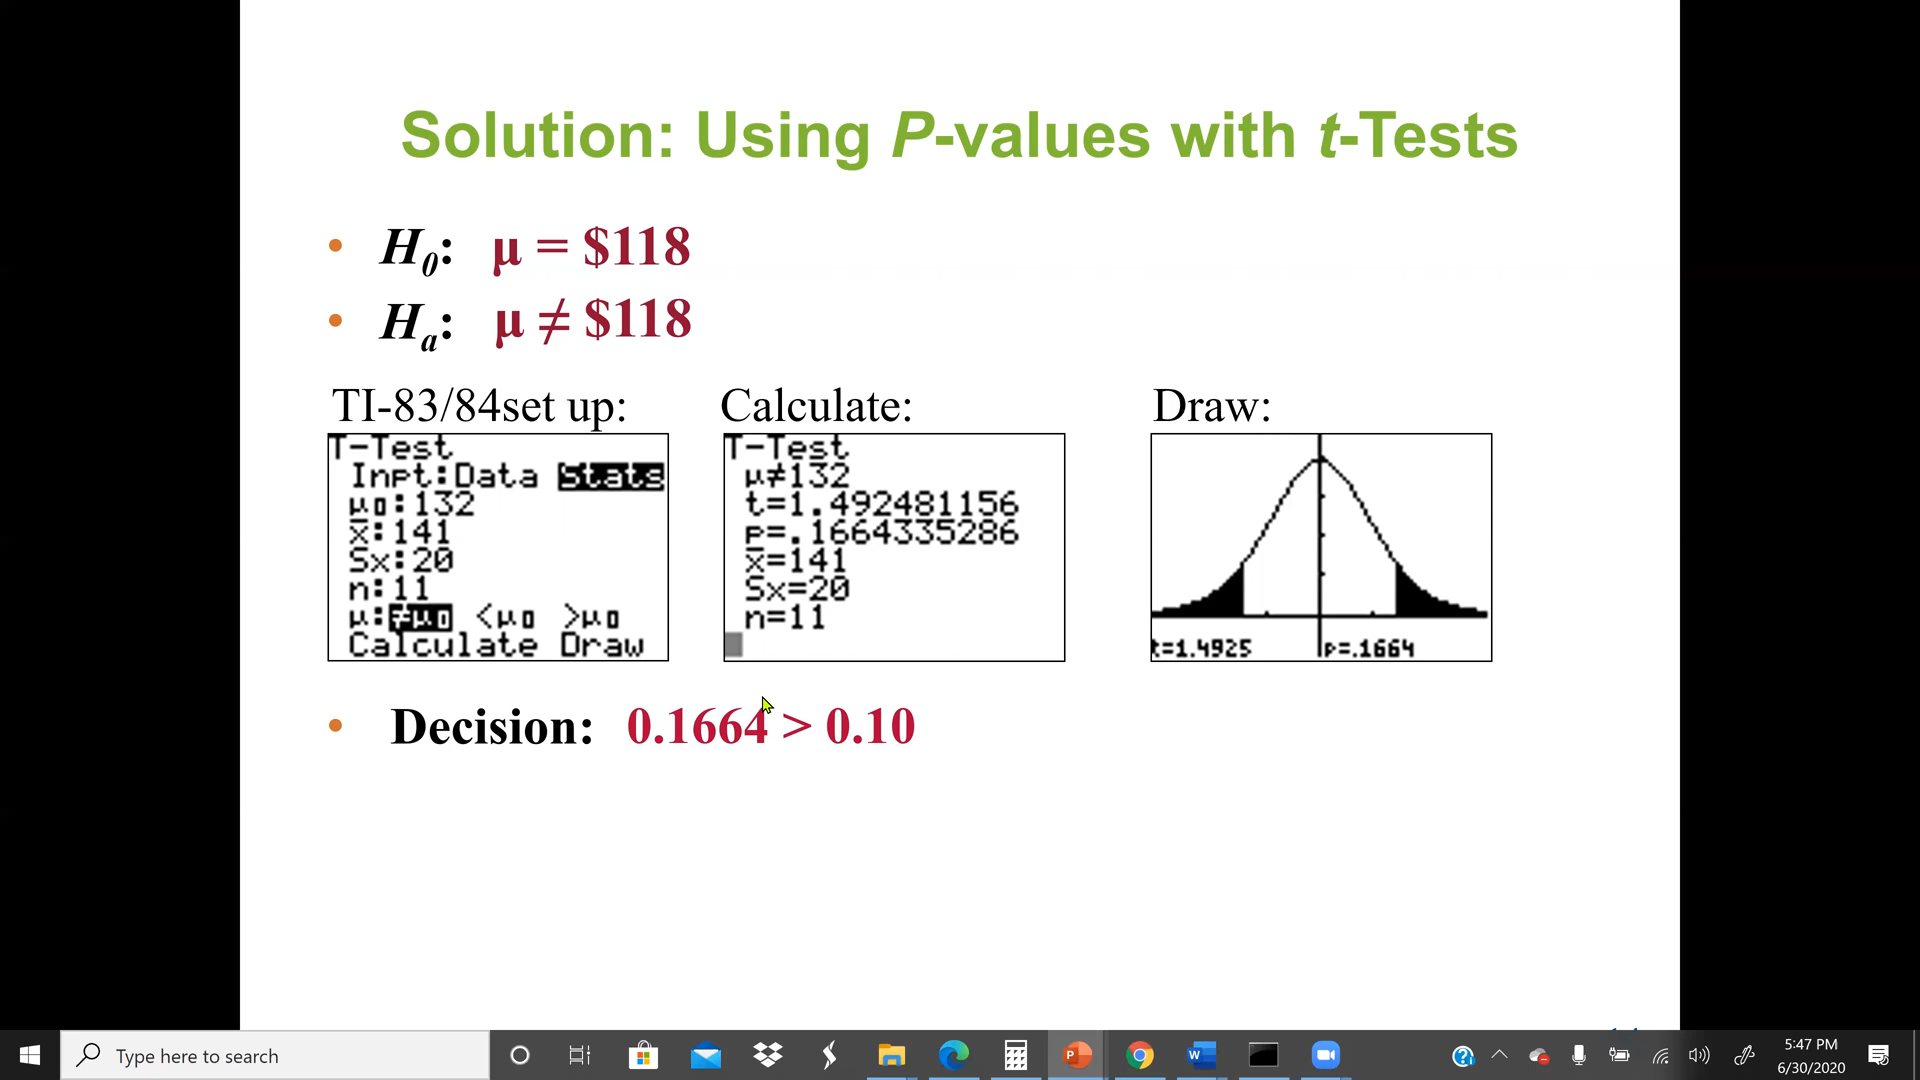 Solution: Using P-values with t-Tests
• H0: μ = $118
• Ha: μ ≠ $118
TI-83/84set up:
T-Test
Inpt:Data Stats
μ0:132
x̄:141
Sx:20
n:11
μ:≠μ0 <μ0 >μ0
Calculate Draw
Calculate:
T-Test
μ≠132
t=1.492481156
p=.1664335286
x̄=141
Sx=20
n=11
Draw:
t=1.4925 p=.1664
• Decision: 0.1664 > 0.10
Type here to search
5:47 PM
6/30/2020